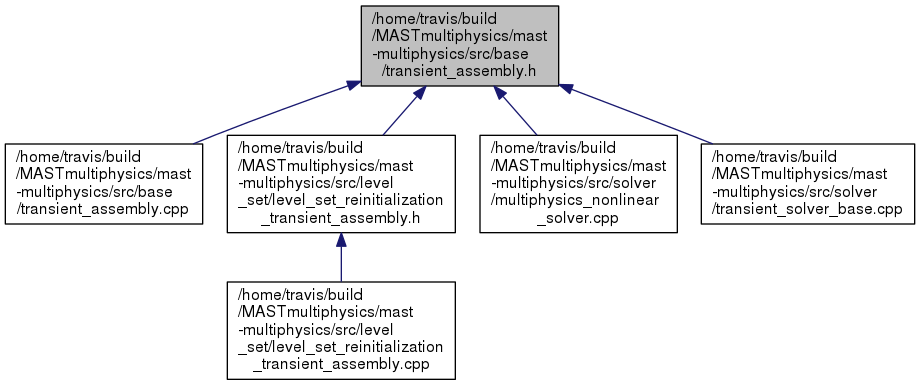 /home/travis/build
/MASTmultiphysics/mast
-multiphysics/src/base
/transient_assembly.h
/home/travis/build
/MASTmultiphysics/mast
-multiphysics/src/base
/transient_assembly.cpp
/home/travis/build
/MASTmultiphysics/mast
-multiphysics/src/level
_set/level_set_reinitialization
_transient_assembly.h
/home/travis/build
/MASTmultiphysics/mast
-multiphysics/src/solver
/multiphysics_nonlinear
_solver.cpp
/home/travis/build
/MASTmultiphysics/mast
-multiphysics/src/solver
/transient_solver_base.cpp
/home/travis/build
/MASTmultiphysics/mast
-multiphysics/src/level
_set/level_set_reinitialization
_transient_assembly.cpp